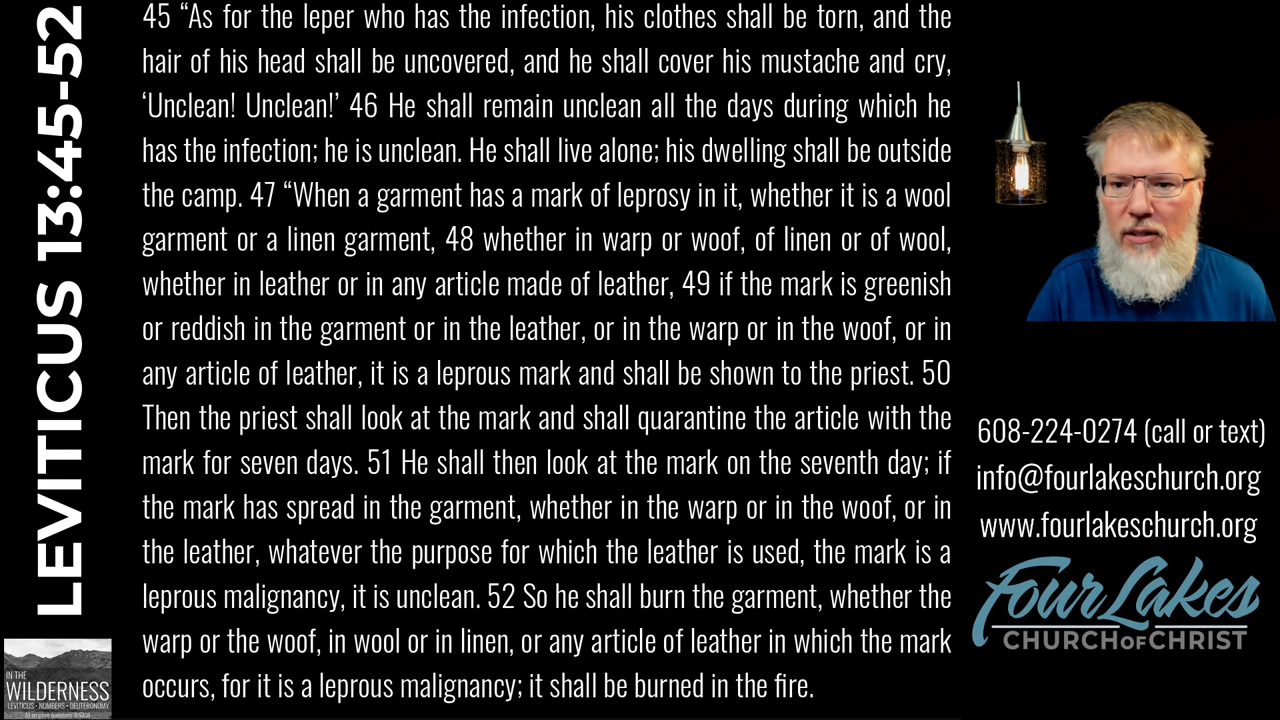 LEVITICUS 13:45-52
45 “As for the leper who has the infection, his clothes shall be torn, and the
hair of his head shall be uncovered, and he shall cover his mustache and cry,
‘Unclean! Unclean!’ 46 He shall remain unclean all the days during which he
has the infection; he is unclean. He shall live alone; his dwelling shall be outside
the camp. 47 “When a garment has a mark of leprosy in it, whether it is a wool
garment or a linen garment, 48 whether in warp or woof, of linen or of wool,
whether in leather or in any article made of leather, 49 if the mark is greenish
or reddish in the garment or in the leather, or in the warp or in the woof, or in
any article of leather, it is a leprous mark and shall be shown to the priest. 50
Then the priest shall look at the mark and shall quarantine the article with the
mark for seven days. 51 He shall then look at the mark on the seventh day; if
the mark has spread in the garment, whether in the warp or in the woof, or in
the leather, whatever the purpose for which the leather is used, the mark is a
leprous malignancy, it is unclean. 52 So he shall burn the garment, whether the
warp or the woof, in wool or in linen, or any article of leather in which the mark
occurs, for it is a leprous malignancy; it shall be burned in the fire.
IN THE
WILDERNESS
LEVITICUS • NUMBERS • DEUTERONOMY
608-224-0274 (call or text)
info@fourlakeschurch.org
www.fourlakeschurch.org
Four Lakes
CHURCH OF CHRIST